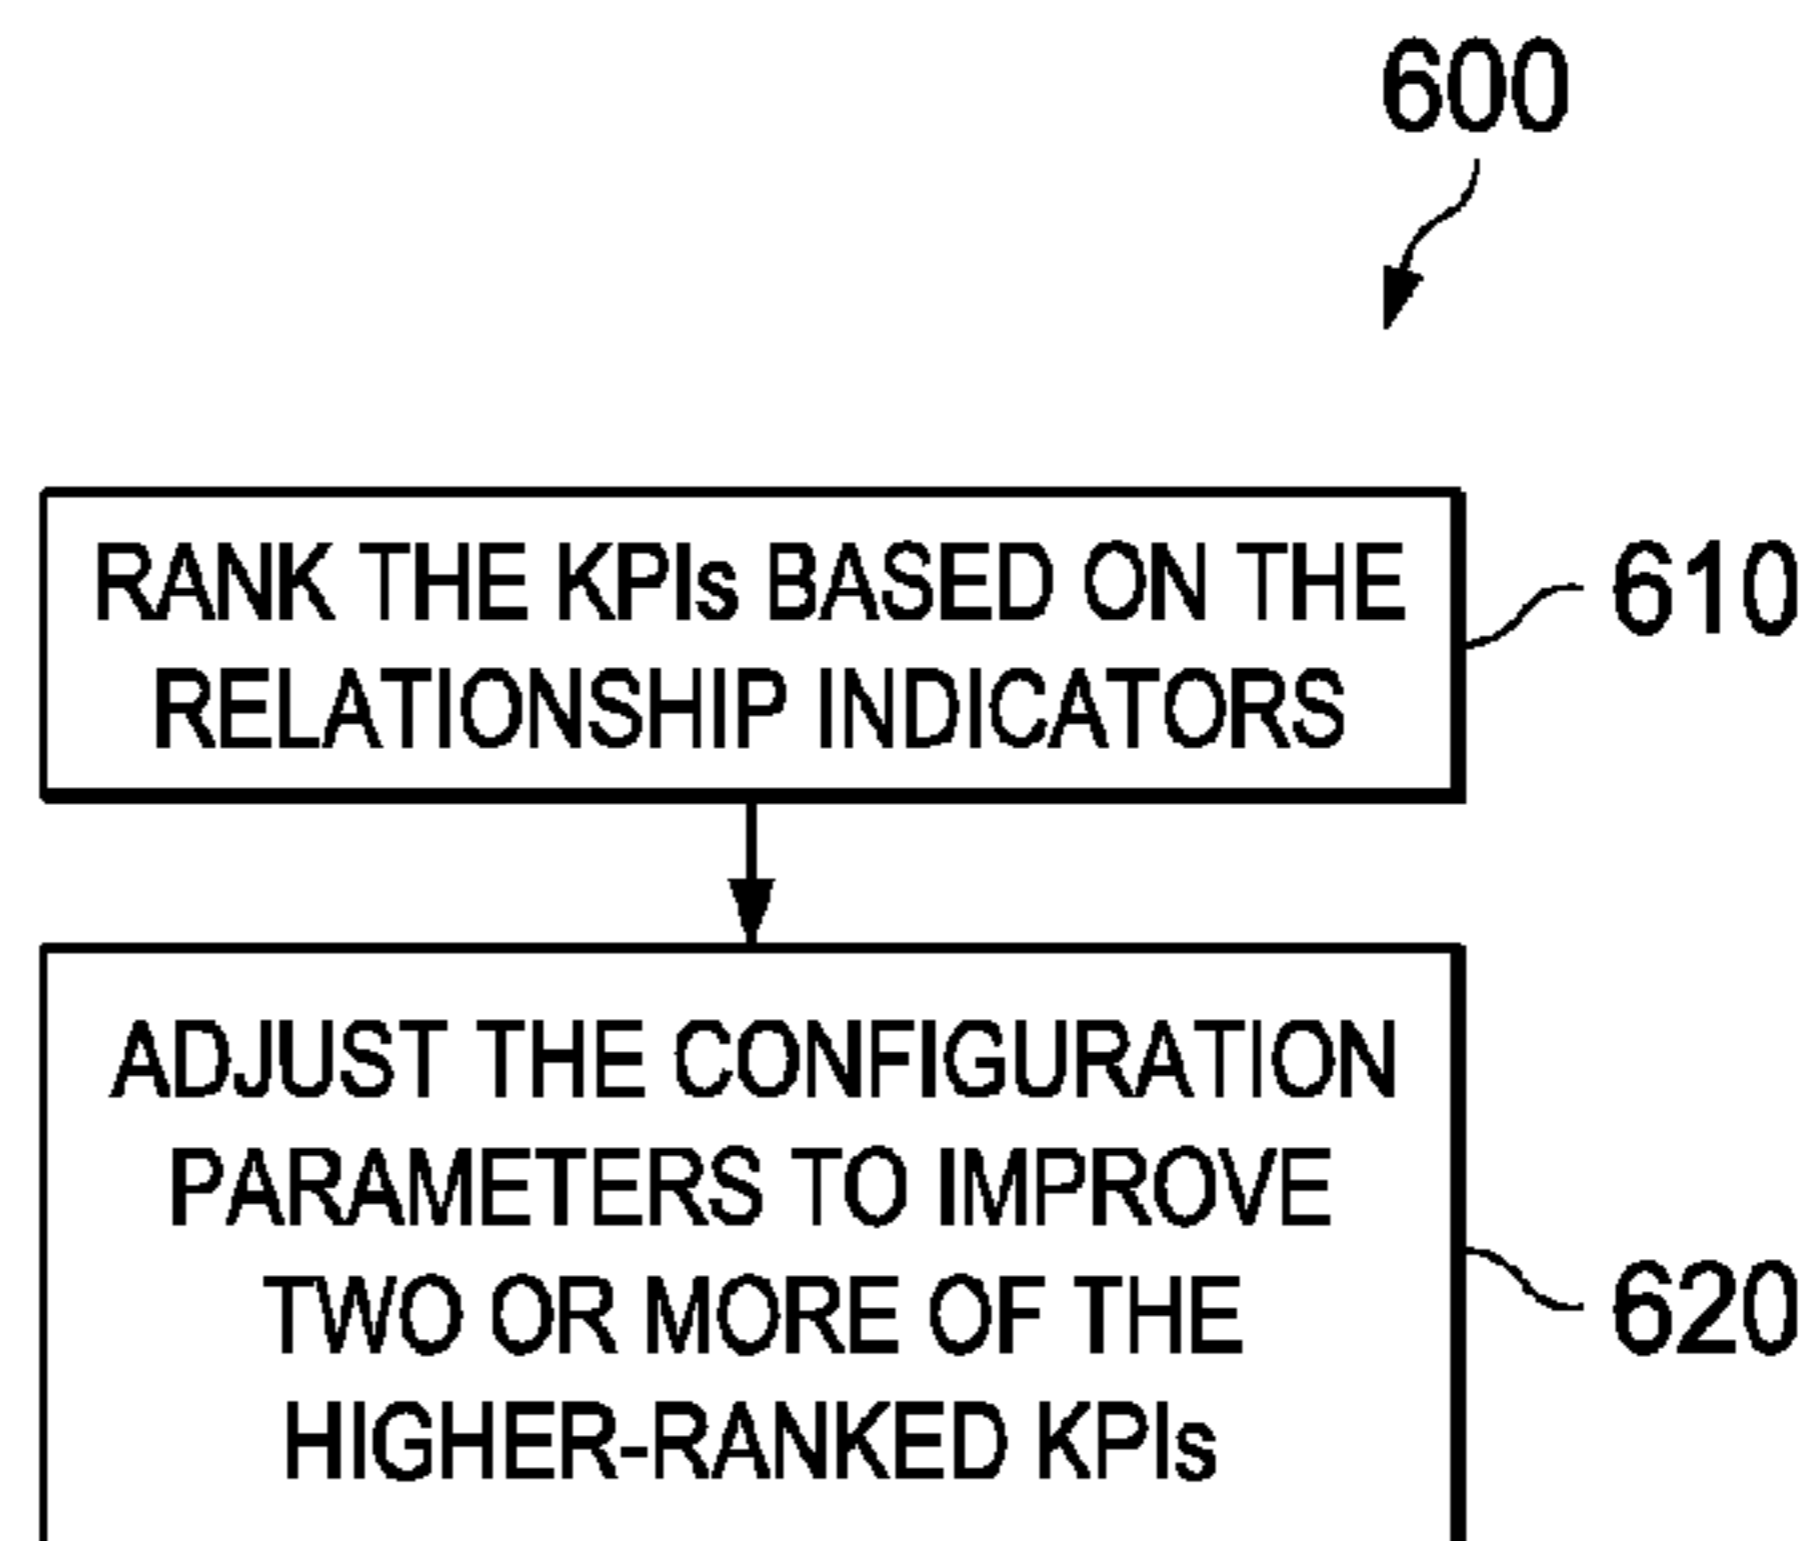 600
RANK THE KPIs BASED ON THE
RELATIONSHIP INDICATORS
610
ADJUST THE CONFIGURATION
PARAMETERS TO IMPROVE
TWO OR MORE OF THE
HIGHER-RANKED KPIs
620